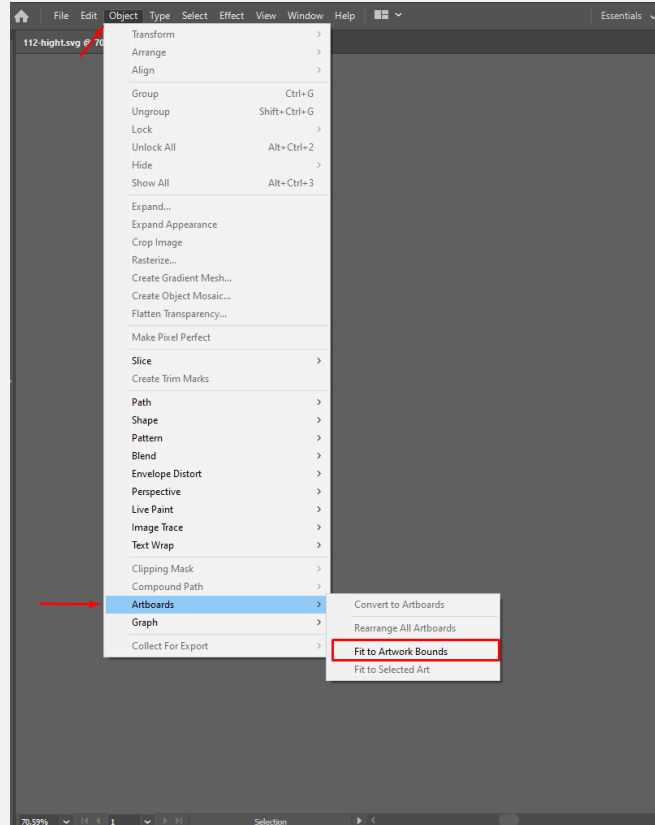 File Edit Object Type Select Effect View Window Help Essentials
112-hight.svg @ 70
Transform
Arrange
Align
Group Ctrl+G
Ungroup Shift+Ctrl+G
Lock
Unlock All Alt+Ctrl+2
Hide
Show All Alt+Ctrl+3
Expand...
Expand Appearance
Crop Image
Rasterize...
Create Gradient Mesh...
Create Object Mosaic...
Flatten Transparency...
Make Pixel Perfect
Slice
Create Trim Marks
Path
Shape
Pattern
Blend
Envelope Distort
Perspective
Live Paint
Image Trace
Text Wrap
Clipping Mask
Compound Path
Artboards
Convert to Artboards
Graph
Rearrange All Artboards
Collect For Export
Fit to Artwork Bounds
Fit to Selected Art
70.59% 1 Selection